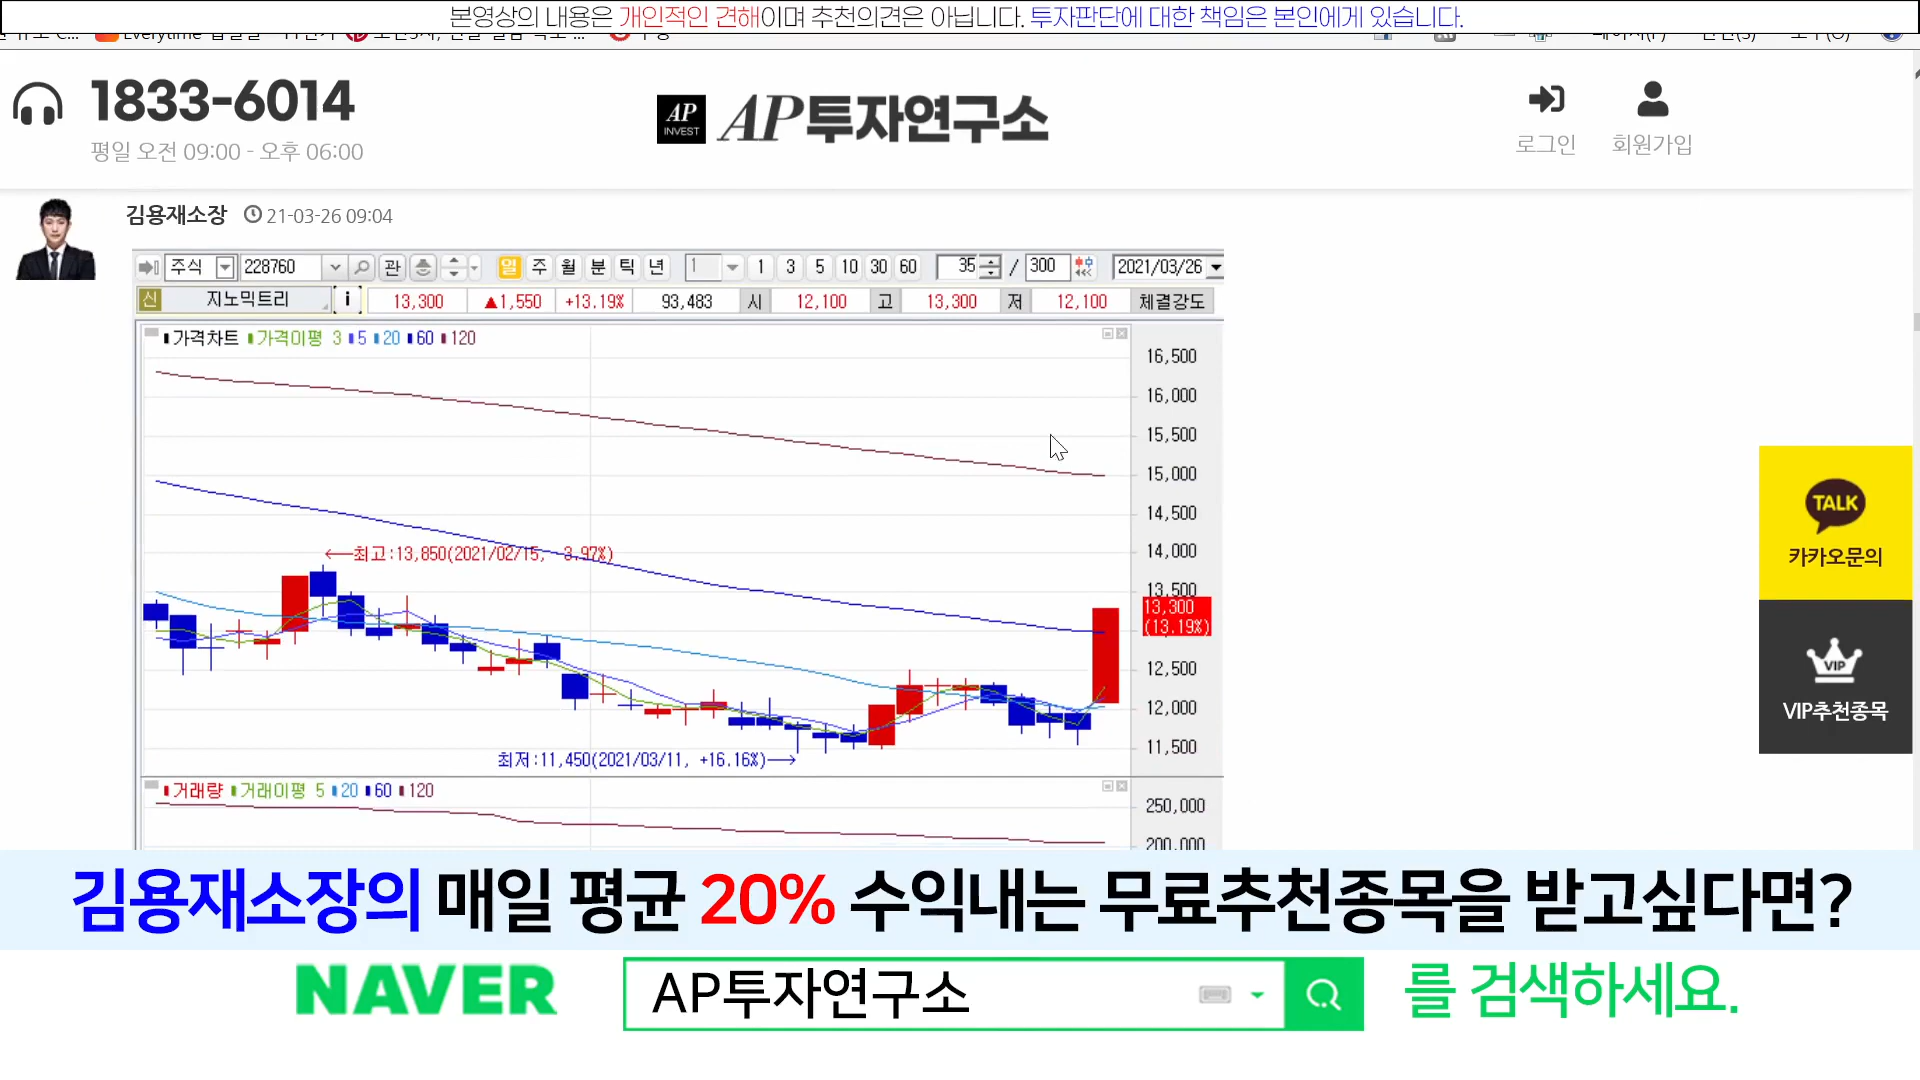 본영상의 내용은 개인적인 견해이며 추천의견은 아닙니다. 투자판단에 대한 책임은 본인에게 있습니다.
1833-6014
평일 오전 09:00 - 오후 06:00
AP
INVEST
AP투자연구소
로그인
회원가입
김용재소장 21-03-26 09:04
주식 228760 관 일 주 월 분 틱 년 1 1 3 5 10 30 60 35 / 300 2021/03/26
신 지노믹트리 i 13,300 ▲1,550 +13.19% 93,483 시 12,100 고 13,300 저 12,100 체결강도
가격차트 가격이평 3 5 20 60 120
16,500
16,000
15,500
15,000
14,500
14,000
13,500
13,300
(13.19%)
12,500
12,000
11,500
←최고:13,850(2021/02/15, -3.97%)
최저:11,450(2021/03/11, +16.16%)→
거래량 거래이평 5 20 60 120
250,000
200,000
TALK
카카오문의
VIP
VIP추천종목
김용재소장의 매일 평균 20% 수익내는 무료추천종목을 받고싶다면?
NAVER AP투자연구소 를 검색하세요.